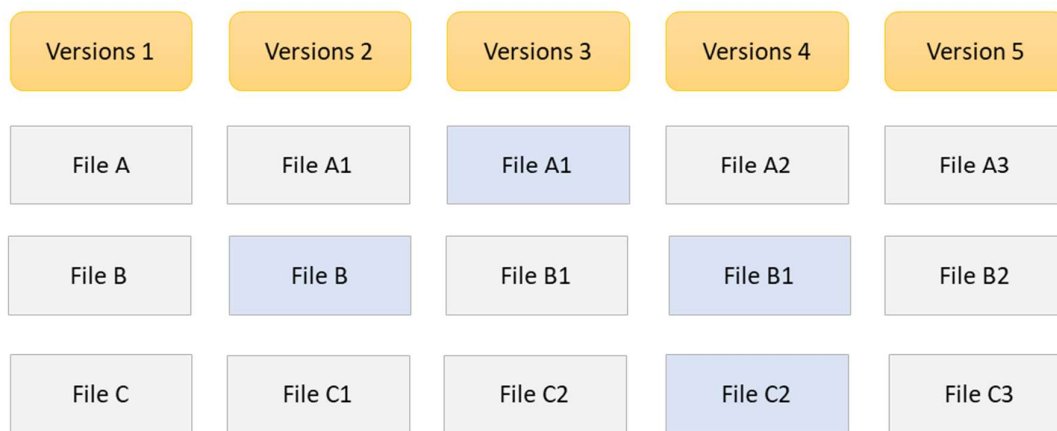 Versions 1
Versions 2
Versions 3
Versions 4
Version 5
File A
File A1
File A1
File A2
File A3
File B
File B
File B1
File B1
File B2
File C
File C1
File C2
File C2
File C3